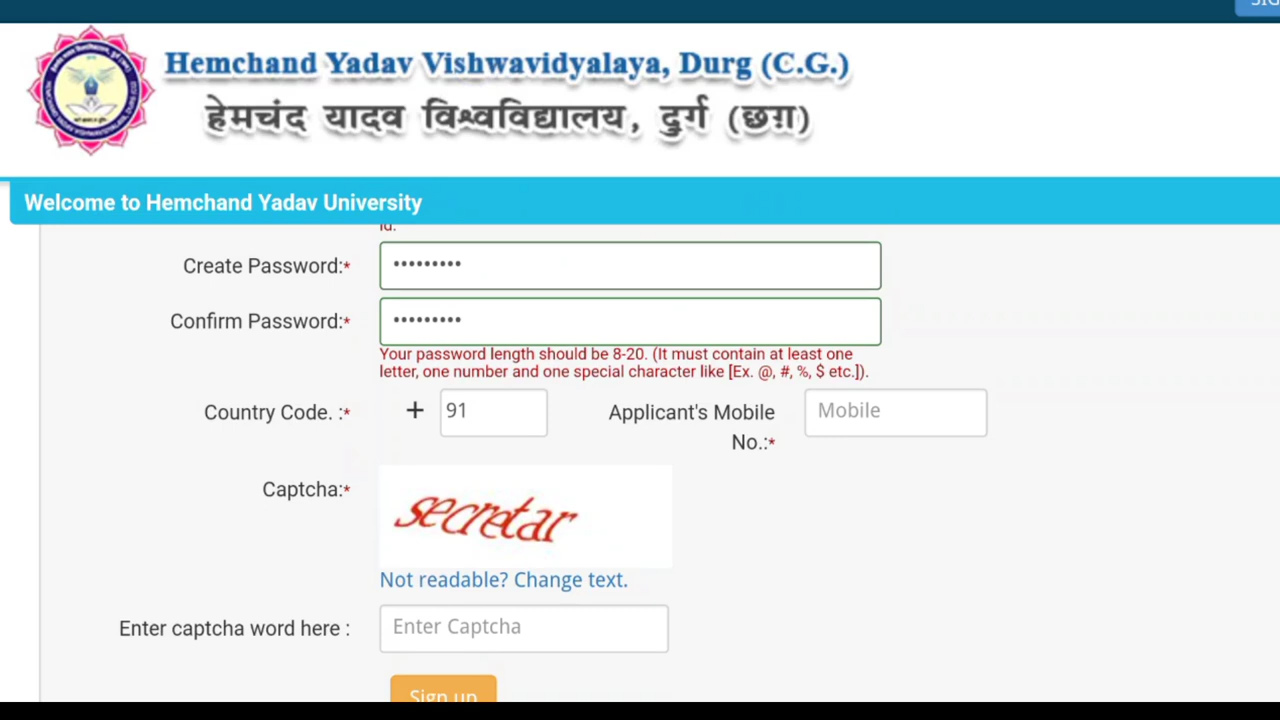 SIG
Hemchand Yadav Vishwavidyalaya, Durg (C.G.)
हेमचंद यादव विश्वविद्यालय, दुर्ग (छग़)
Welcome to Hemchand Yadav University
id.
Create Password:* •••••••••
Confirm Password:* •••••••••
Your password length should be 8-20. (It must contain at least one
letter, one number and one special character like [Ex. @, #, %, $ etc.]).
Country Code. :* + 91 Applicant's Mobile Mobile
No.:*
Captcha:* secretar
Not readable? Change text.
Enter captcha word here : Enter Captcha
Sign up